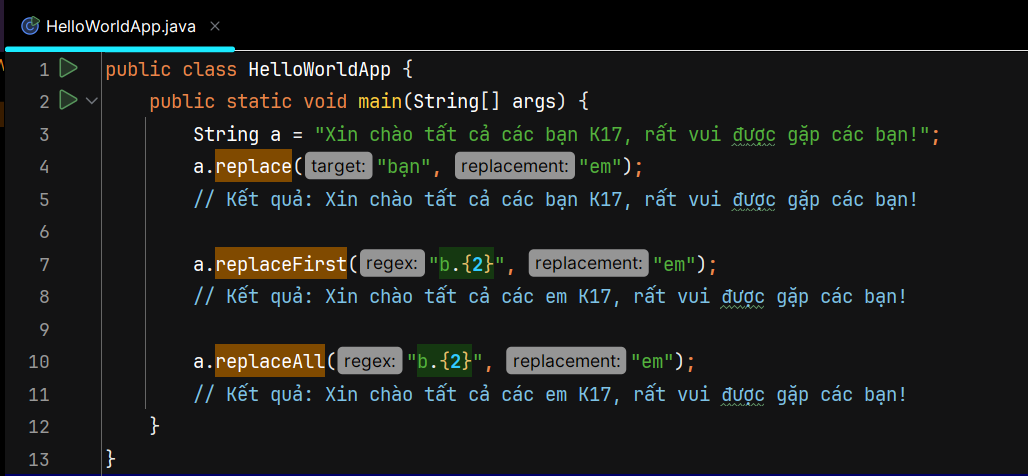 HelloWorldApp.java
1 public class HelloWorldApp {
2 public static void main(String[] args) {
3 String a = "Xin chào tất cả các bạn K17, rất vui được gặp các bạn!";
4 a.replace( target: "bạn", replacement: "em");
5 // Kết quả: Xin chào tất cả các bạn K17, rất vui được gặp các bạn!
6
7 a.replaceFirst( regex: "b.{2}", replacement: "em");
8 // Kết quả: Xin chào tất cả các em K17, rất vui được gặp các bạn!
9
10 a.replaceAll( regex: "b.{2}", replacement: "em");
11 // Kết quả: Xin chào tất cả các em K17, rất vui được gặp các bạn!
12 }
13 }